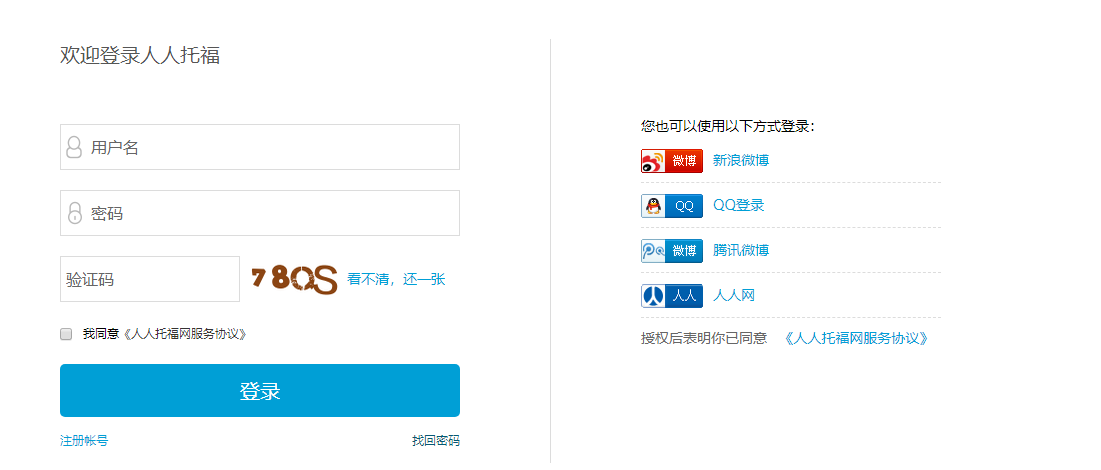 欢迎登录人人托福
用户名
密码
验证码 78QS 看不清，还一张
我同意《人人托福网服务协议》
登录
注册帐号 找回密码
您也可以使用以下方式登录：
微博 新浪微博
QQ QQ登录
微博 腾讯微博
人人 人人网
授权后表明你已同意 《人人托福网服务协议》